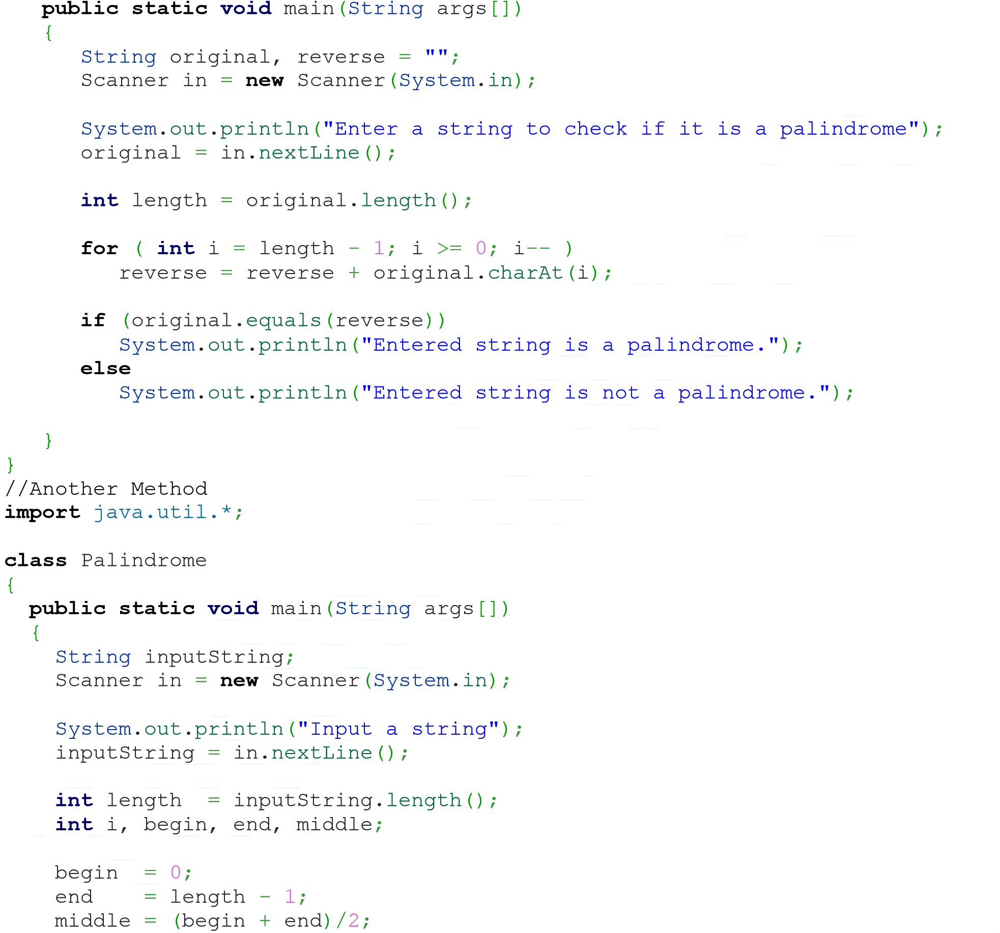 public static void main(String args[])
{
String original, reverse = "";
Scanner in = new Scanner(System.in);
System.out.println("Enter a string to check if it is a palindrome");
original = in.nextLine();
int length = original.length();
for ( int i = length - 1; i >= 0; i-- )
reverse = reverse + original.charAt(i);
if (original.equals(reverse))
System.out.println("Entered string is a palindrome.");
else
System.out.println("Entered string is not a palindrome.");
}
}
//Another Method
import java.util.*;
class Palindrome
{
public static void main(String args[])
{
String inputString;
Scanner in = new Scanner(System.in);
System.out.println("Input a string");
inputString = in.nextLine();
int length  = inputString.length();
int i, begin, end, middle;
begin  = 0;
end    = length - 1;
middle = (begin + end)/2;